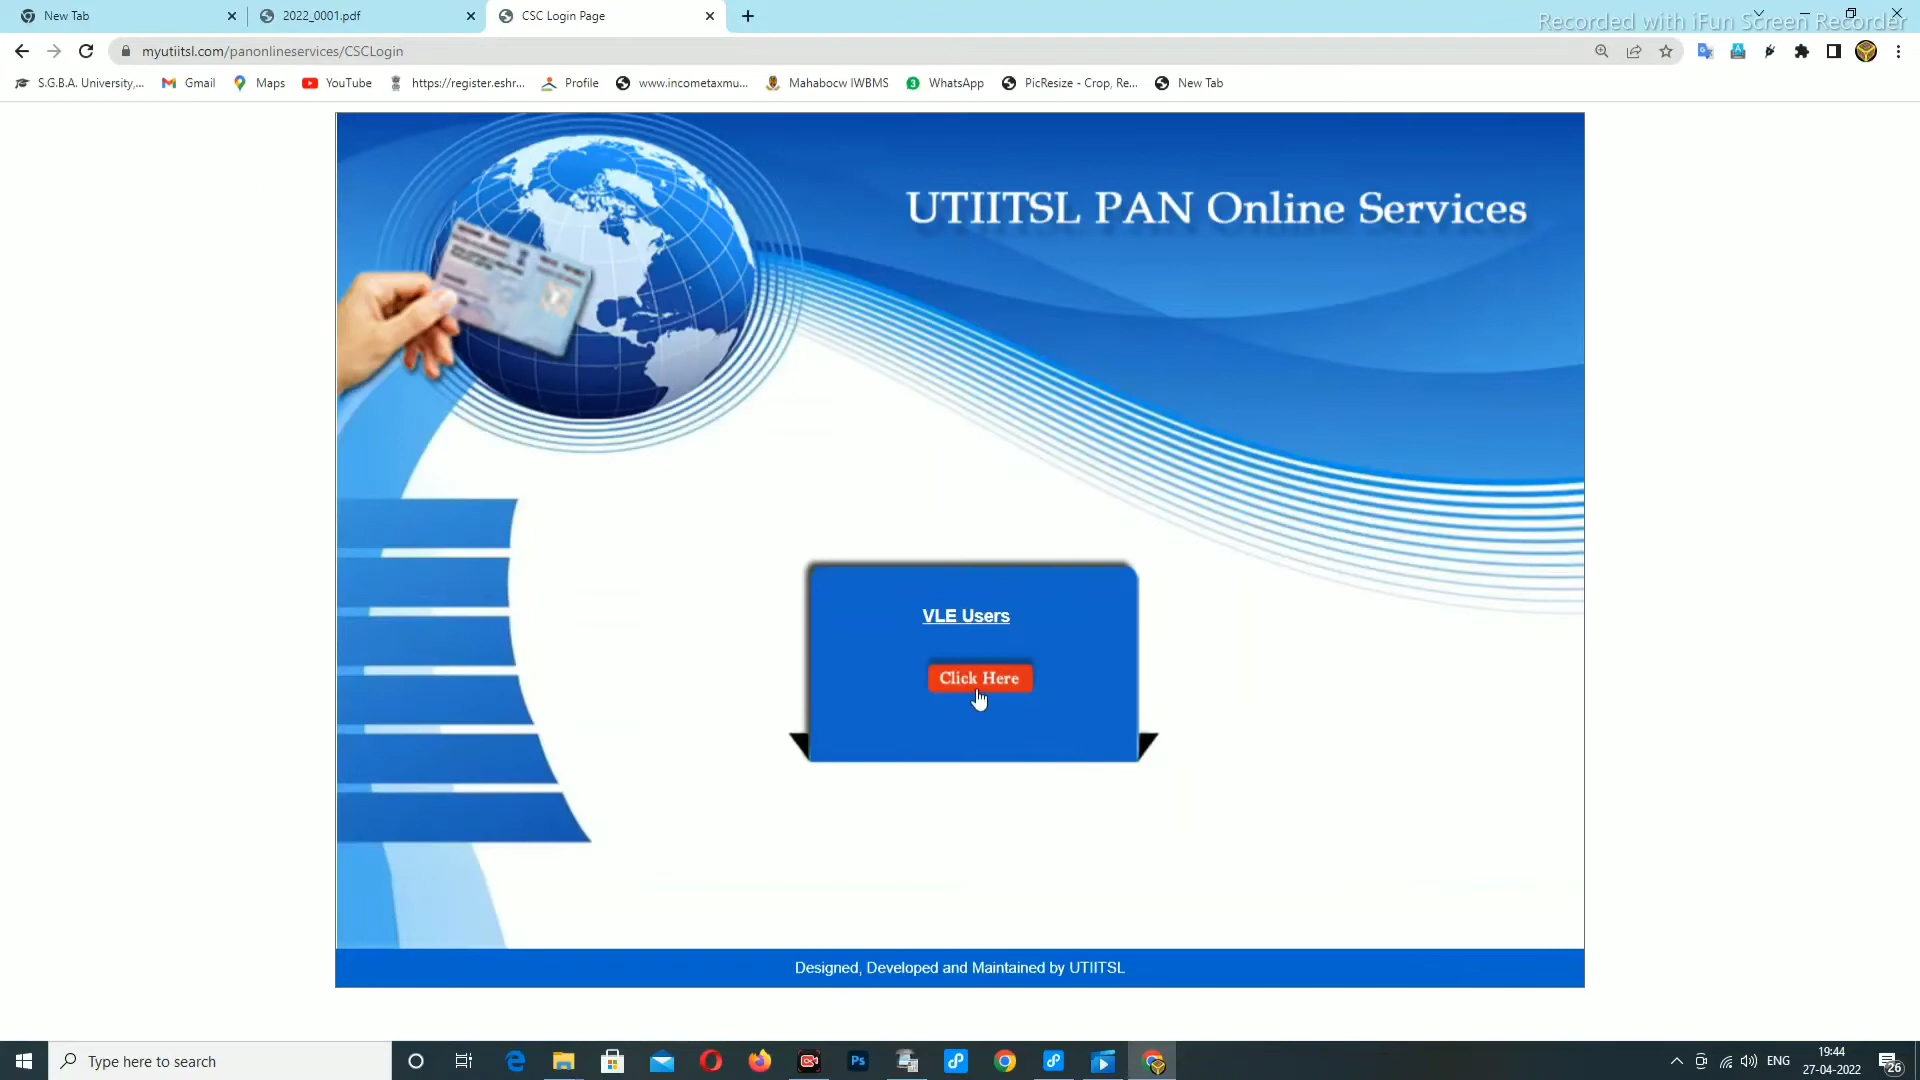 New Tab
2022_0001.pdf
CSC Login Page
Recorded with iFun Screen Recorder
myutiitsl.com/panonlineservices/CSCLogin
S.G.B.A. University,...
Gmail
Maps
YouTube
https://register.eshr...
Profile
www.incometaxmu...
Mahabocw IWBMS
3
WhatsApp
PicResize - Crop, Re...
New Tab
UTIITSL PAN Online Services
VLE Users
Click Here
Designed, Developed and Maintained by UTIITSL
Type here to search
Ps
ENG
19:44
27-04-2022
26